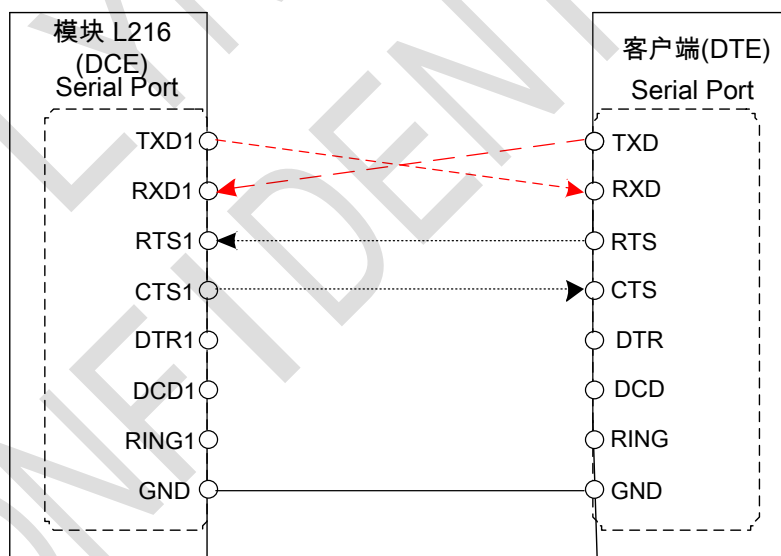 模块 L216
(DCE)
Serial Port
TXD1
RXD1
RTS1
CTS1
DTR1
DCD1
RING1
GND
客户端(DTE)
Serial Port
TXD
RXD
RTS
CTS
DTR
DCD
RING
GND